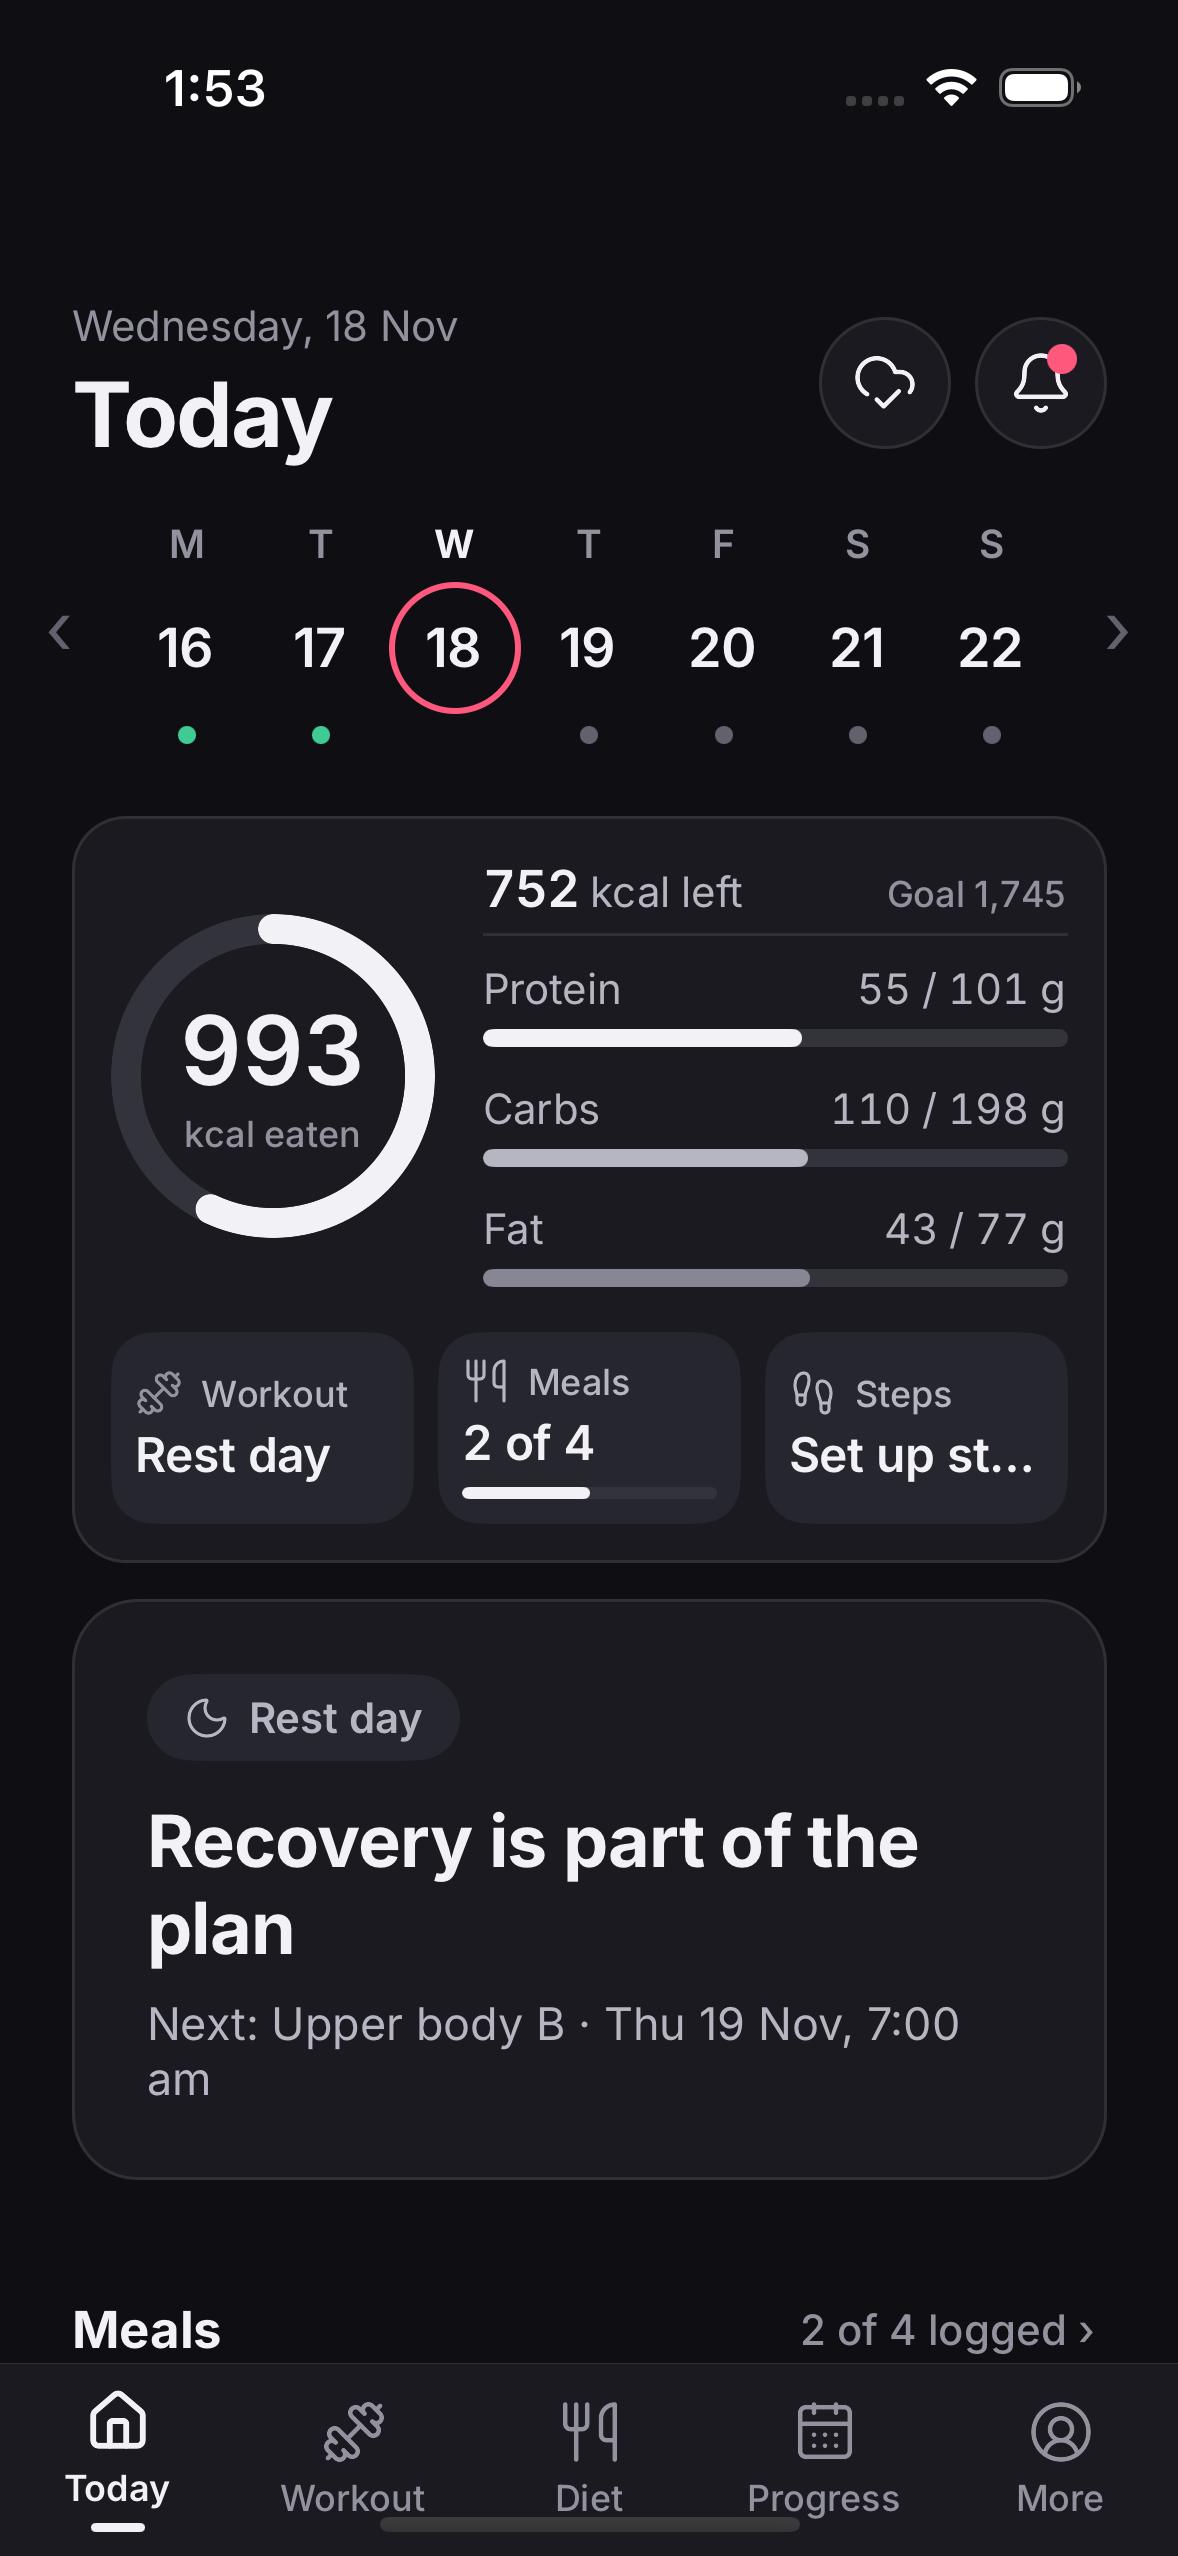 1:53
Wednesday, 18 Nov
Today
M T W T F S S
‹ 16 17 18 19 20 21 22 ›
752 kcal left Goal 1,745
993
kcal eaten
Protein 55 / 101 g
Carbs 110 / 198 g
Fat 43 / 77 g
Workout
Rest day
Meals
2 of 4
Steps
Set up st...
Rest day
Recovery is part of the
plan
Next: Upper body B · Thu 19 Nov, 7:00
am
Meals 2 of 4 logged ›
Today Workout Diet Progress More